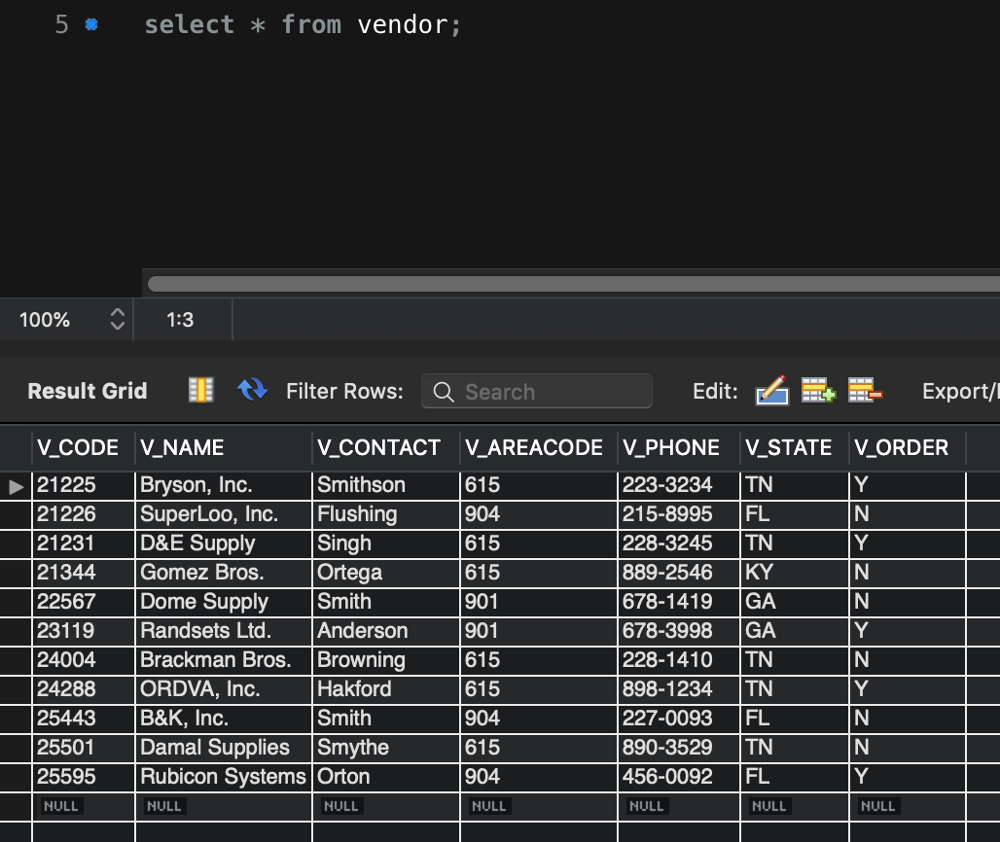 5 select * from vendor;
100% 1:3
Result Grid Filter Rows: Search Edit: Export/
V_CODE V_NAME V_CONTACT V_AREACODE V_PHONE V_STATE V_ORDER
21225 Bryson, Inc. Smithson 615 223-3234 TN Y
21226 SuperLoo, Inc. Flushing 904 215-8995 FL N
21231 D&E Supply Singh 615 228-3245 TN Y
21344 Gomez Bros. Ortega 615 889-2546 KY N
22567 Dome Supply Smith 901 678-1419 GA N
23119 Randsets Ltd. Anderson 901 678-3998 GA Y
24004 Brackman Bros. Browning 615 228-1410 TN N
24288 ORDVA, Inc. Hakford 615 898-1234 TN Y
25443 B&K, Inc. Smith 904 227-0093 FL N
25501 Damal Supplies Smythe 615 890-3529 TN N
25595 Rubicon Systems Orton 904 456-0092 FL Y
NULL NULL NULL NULL NULL NULL NULL